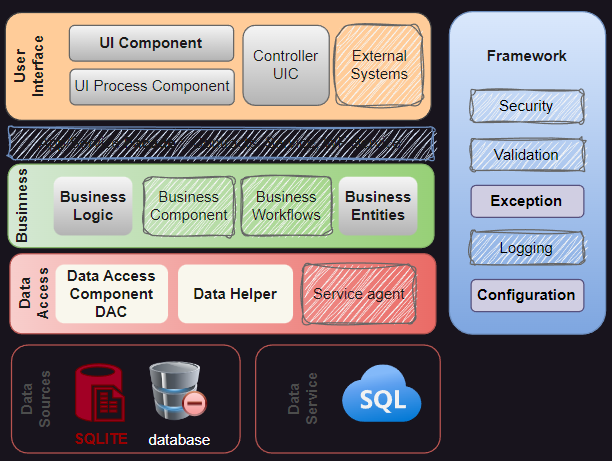 User
Interface
UI Component
UI Process Component
Controller
UIC
External
Systems
Businness
Business
Logic
Business
Component
Business
Workflows
Business
Entities
Data
Access
Data Access
Component
DAC
Data Helper
Service agent
Data
Sources
SQLITE
database
Data
Service
SQL
Framework
Security
Validation
Exception
Logging
Configuration